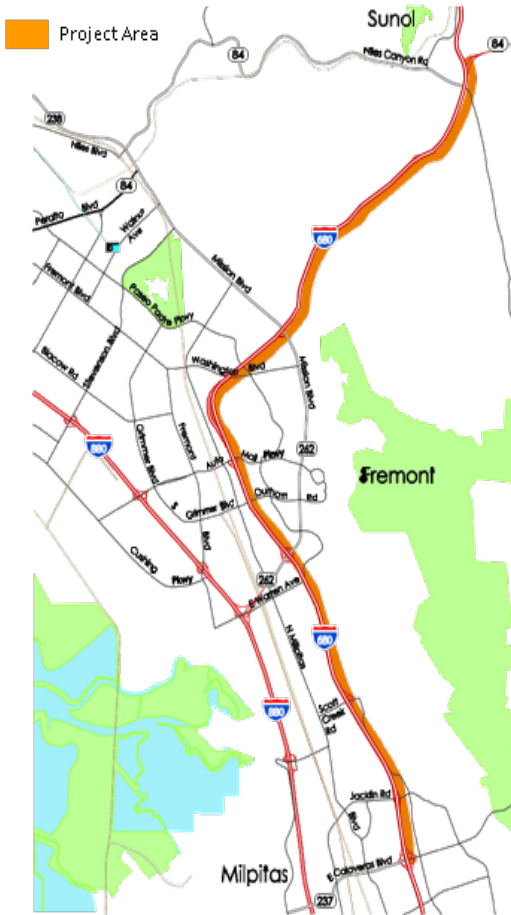 Sunol
Project Area
84
Niles Canyon Rd
84
238
Niles Blvd
84
Peralta Blvd
Walnut Ave
680
Fremont Blvd
Mission Blvd
Paseo Padre Pkwy
Stevenson Blvd
Blacow Rd
Washington Blvd
Mission Blvd
Grimmer Blvd
Fremont
880
262
Auto Mall Pkwy
Fremont
S
Grimmer Blvd
Durham Rd
Cushing Pkwy
Blvd
262
E Warren Ave
N Milpitas
680
880
Scott Creek Rd
Jacklin Rd
Blvd
E Calaveras Blvd
Milpitas
237